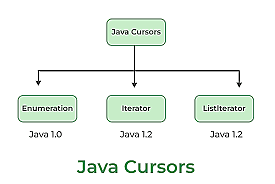 Java Cursors
Enumeration Iterator ListIterator
Java 1.0 Java 1.2 Java 1.2
Java Cursors